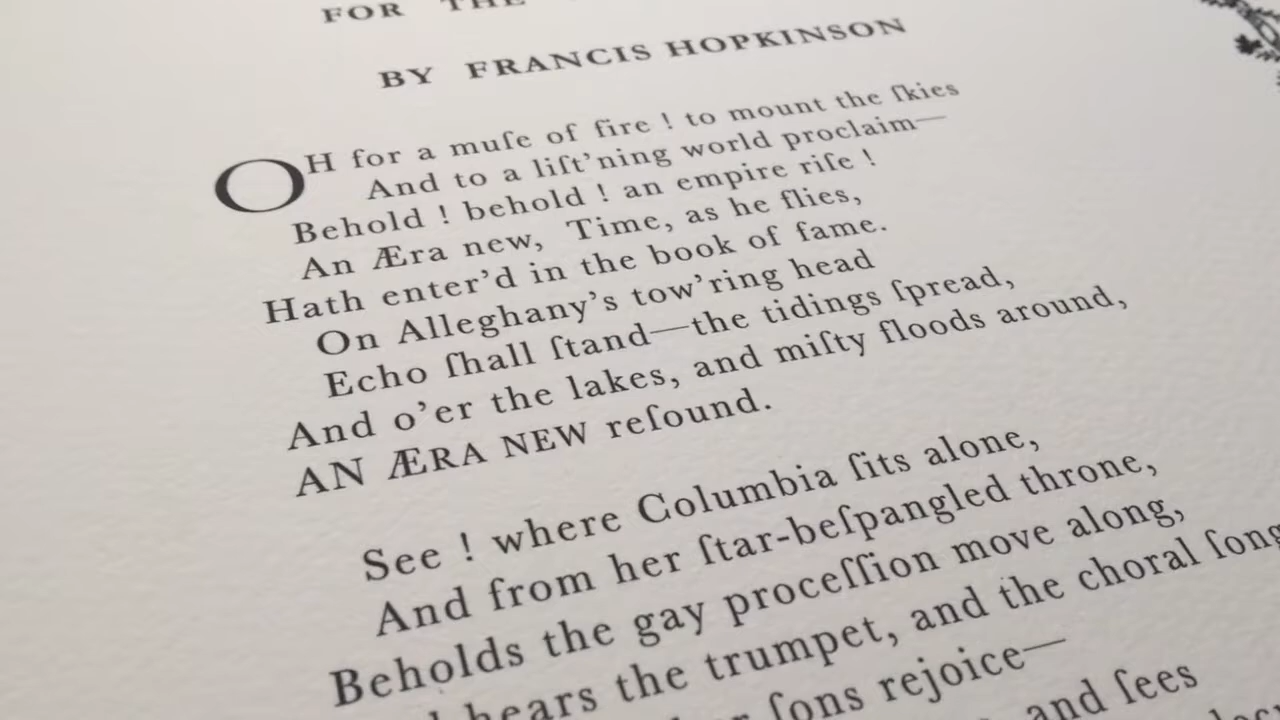 FOR THE
BY FRANCIS HOPKINSON
OH for a muſe of fire ! to mount the ſkies
And to a liſt’ning world proclaim—
Behold ! behold ! an empire riſe !
An Æra new, Time, as he flies,
Hath enter’d in the book of fame.
On Alleghany’s tow’ring head
Echo ſhall ſtand—the tidings ſpread,
And o’er the lakes, and miſty floods around,
AN ÆRA NEW reſound.
See ! where Columbia ſits alone,
And from her ſtar-beſpangled throne,
Beholds the gay proceſſion move along,
hears the trumpet, and the choral ſong
ſons rejoice—
and ſees